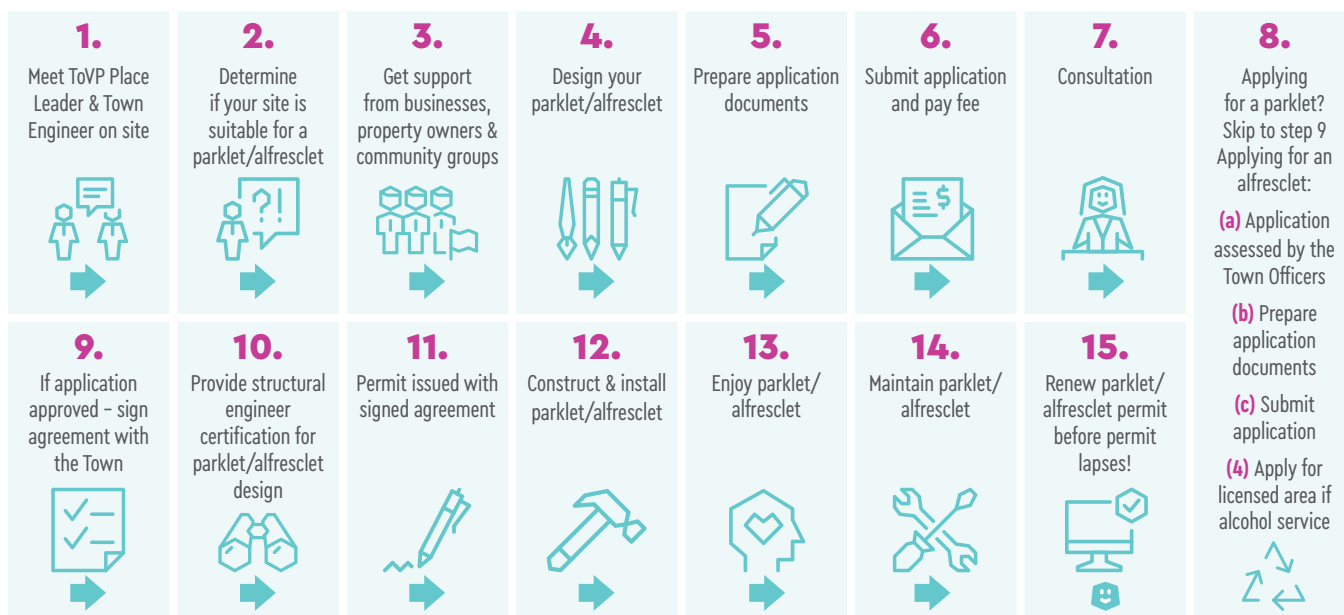 1.
Meet ToVP Place
Leader & Town
Engineer on site
2.
Determine
if your site is
suitable for a
parklet/alfresclet
3.
Get support
from businesses,
property owners &
community groups
4.
Design your
parklet/alfresclet
5.
Prepare application
documents
6.
Submit application
and pay fee
$
7.
Consultation
8.
Applying
for a parklet?
Skip to step 9
Applying for an
alfresclet:
(a) Application
assessed by the
Town Officers
(b) Prepare
application
documents
(c) Submit
application
(4) Apply for
licensed area if
alcohol service
9.
If application
approved – sign
agreement with
the Town
10.
Provide structural
engineer
certification for
parklet/alfresclet
design
11.
Permit issued with
signed agreement
12.
Construct & install
parklet/alfresclet
13.
Enjoy parklet/
alfresclet
14.
Maintain parklet/
alfresclet
15.
Renew parklet/
alfresclet permit
before permit
lapses!